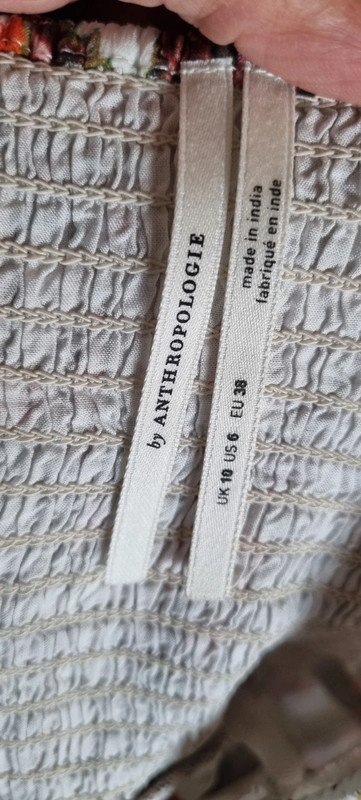 by ANTHROPOLOGIE
made in india
fabriqué en inde
UK 10 US 6 EU 38